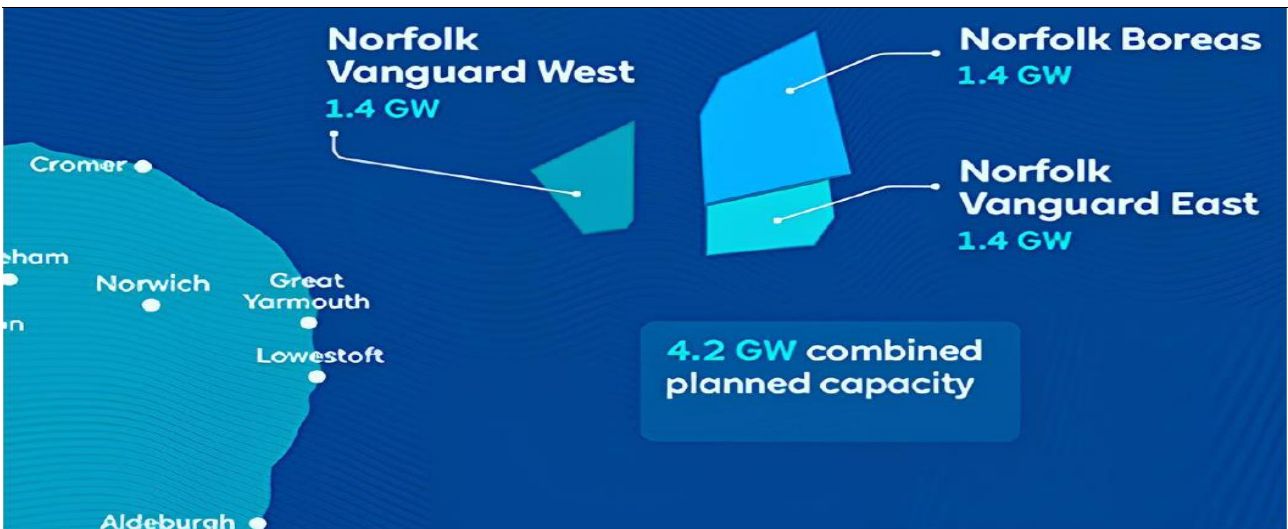 Norfolk
Vanguard West
1.4 GW
Norfolk Boreas
1.4 GW
Norfolk
Vanguard East
1.4 GW
Cromer
eham
Norwich
Great
Yarmouth
n
Lowestoft
4.2 GW combined
planned capacity
Aldeburgh